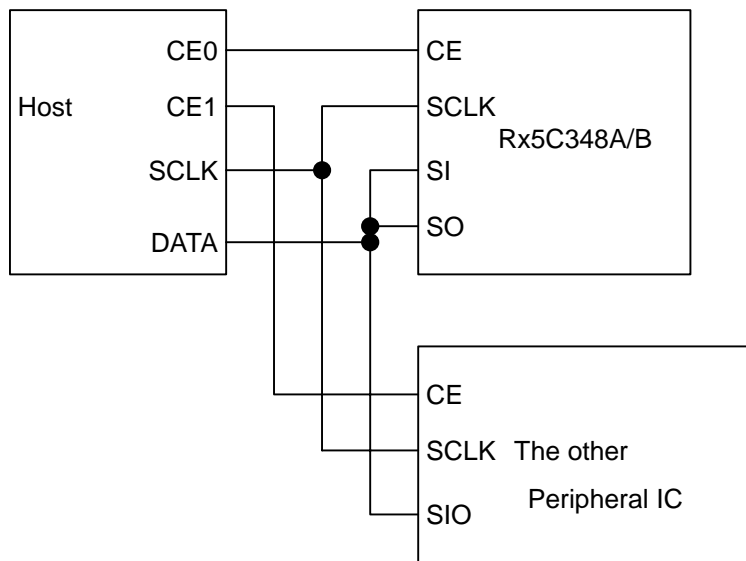 CE0
CE
Host
CE1
SCLK
Rx5C348A/B
SCLK
SI
SO
DATA
CE
SCLK The other
Peripheral IC
SIO